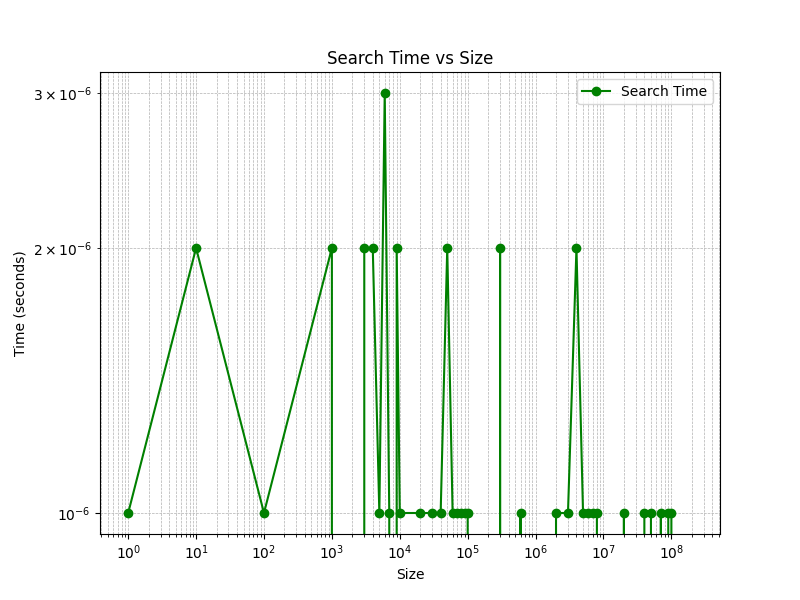 Search Time vs Size
Search Time
3 × 10⁻⁶
2 × 10⁻⁶
10⁻⁶
Time (seconds)
10⁰ 10¹ 10² 10³ 10⁴ 10⁵ 10⁶ 10⁷ 10⁸
Size